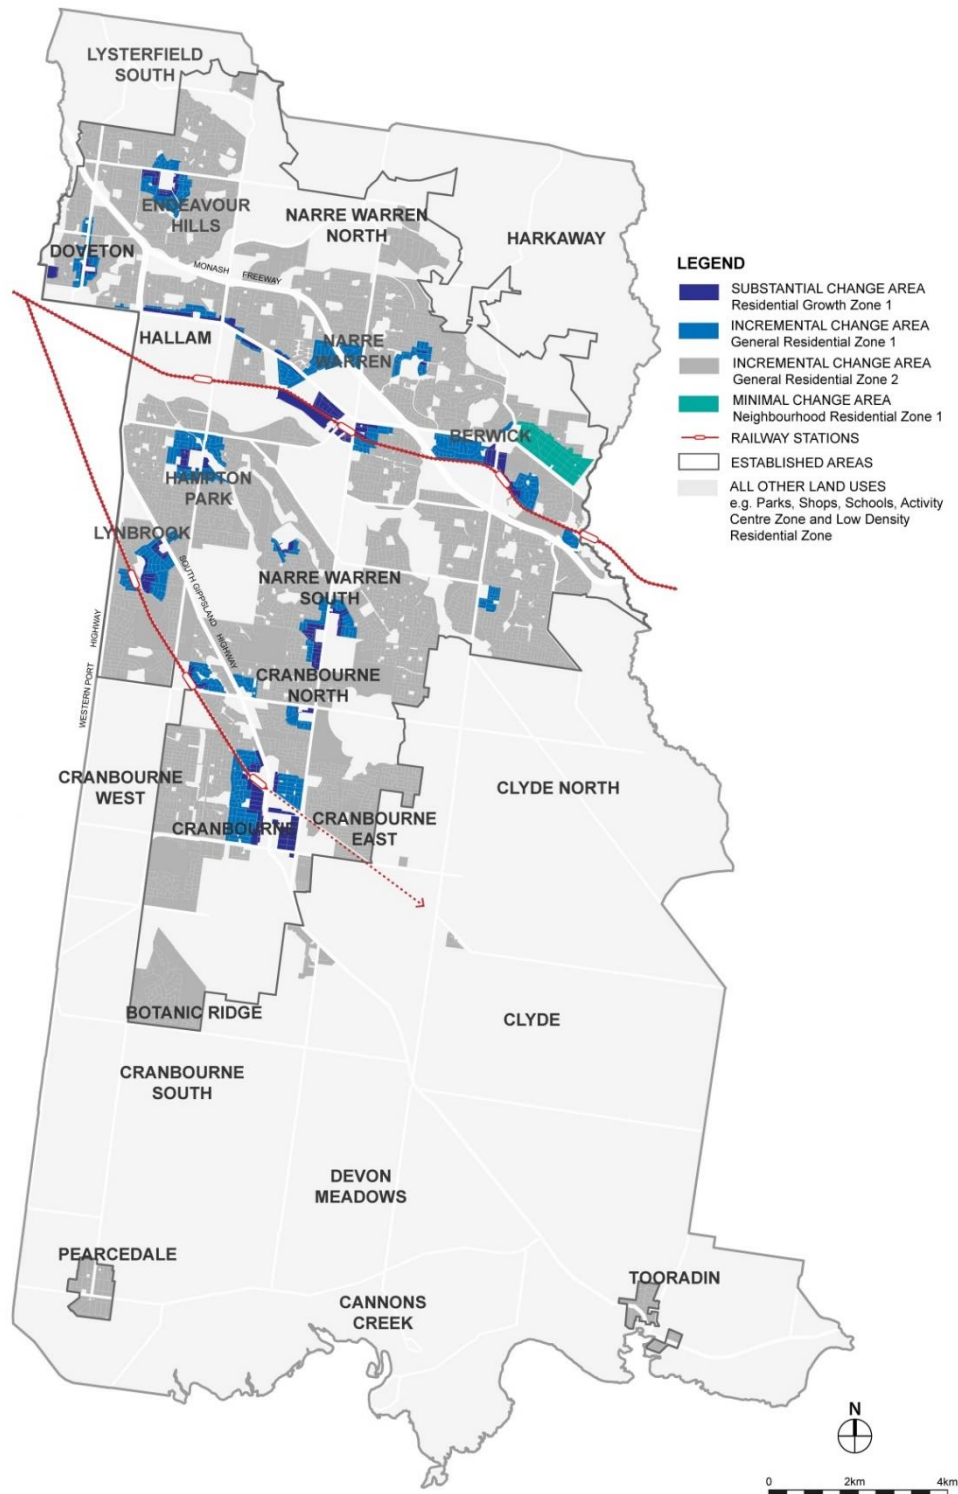 LYSTERFIELD
SOUTH
ENDEAVOUR
HILLS
NARRE WARREN
NORTH
HARKAWAY
DOVETON
MONASH FREEWAY
HALLAM
NARRE
WARREN
BERWICK
HAMPTON
PARK
LYNBROOK
SOUTH GIPPSLAND HIGHWAY
NARRE WARREN
SOUTH
WESTERN PORT HIGHWAY
CRANBOURNE
NORTH
CRANBOURNE
WEST
CLYDE NORTH
CRANBOURNE
CRANBOURNE
EAST
BOTANIC RIDGE
CLYDE
CRANBOURNE
SOUTH
DEVON
MEADOWS
PEARCEDALE
TOORADIN
CANNONS
CREEK
LEGEND
SUBSTANTIAL CHANGE AREA
Residential Growth Zone 1
INCREMENTAL CHANGE AREA
General Residential Zone 1
INCREMENTAL CHANGE AREA
General Residential Zone 2
MINIMAL CHANGE AREA
Neighbourhood Residential Zone 1
RAILWAY STATIONS
ESTABLISHED AREAS
ALL OTHER LAND USES
e.g. Parks, Shops, Schools, Activity
Centre Zone and Low Density
Residential Zone
N
0 2km 4km